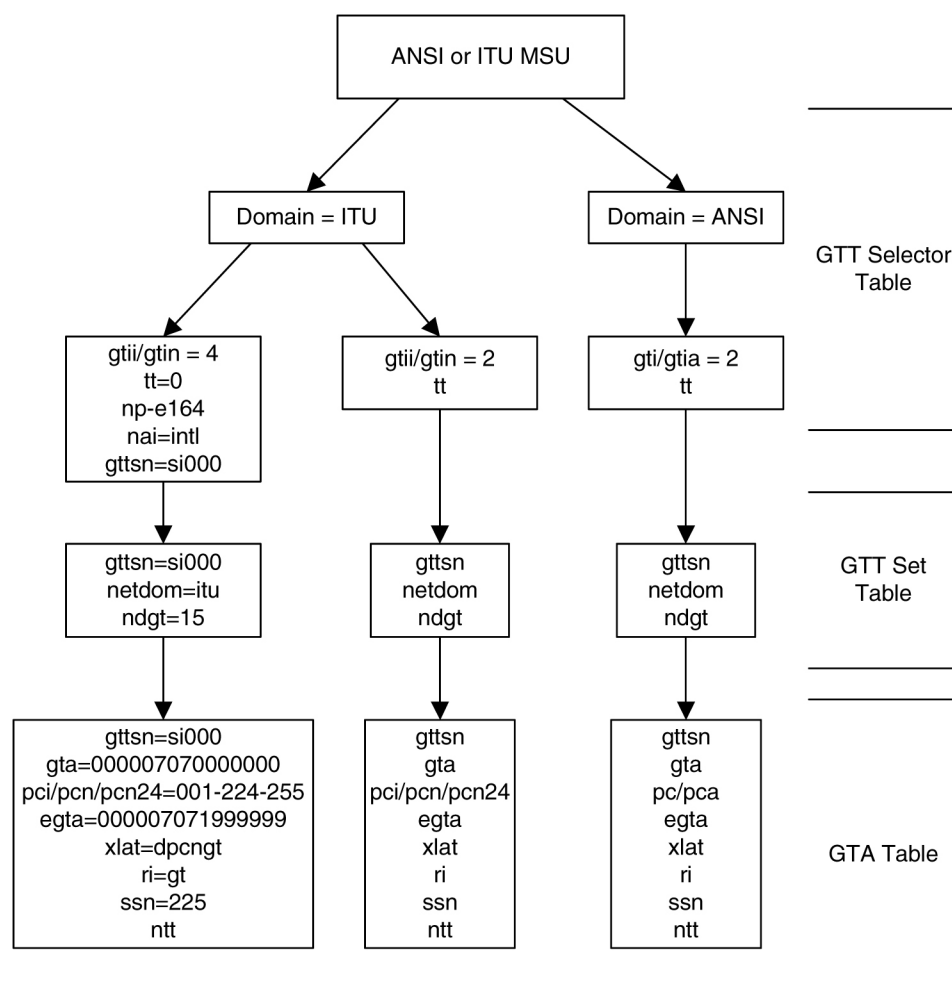 ANSI or ITU MSU
Domain = ITU
Domain = ANSI
GTT Selector
Table
gtii/gtin = 4
tt=0
np-e164
nai=intl
gttsn=si000
gtii/gtin = 2
tt
gti/gtia = 2
tt
gttsn=si000
netdom=itu
ndgt=15
gttsn
netdom
ndgt
gttsn
netdom
ndgt
GTT Set
Table
gttsn=si000
gta=000007070000000
pci/pcn/pcn24=001-224-255
egta=000007071999999
xlat=dpcngt
ri=gt
ssn=225
ntt
gttsn
gta
pci/pcn/pcn24
egta
xlat
ri
ssn
ntt
gttsn
gta
pc/pca
egta
xlat
ri
ssn
ntt
GTA Table